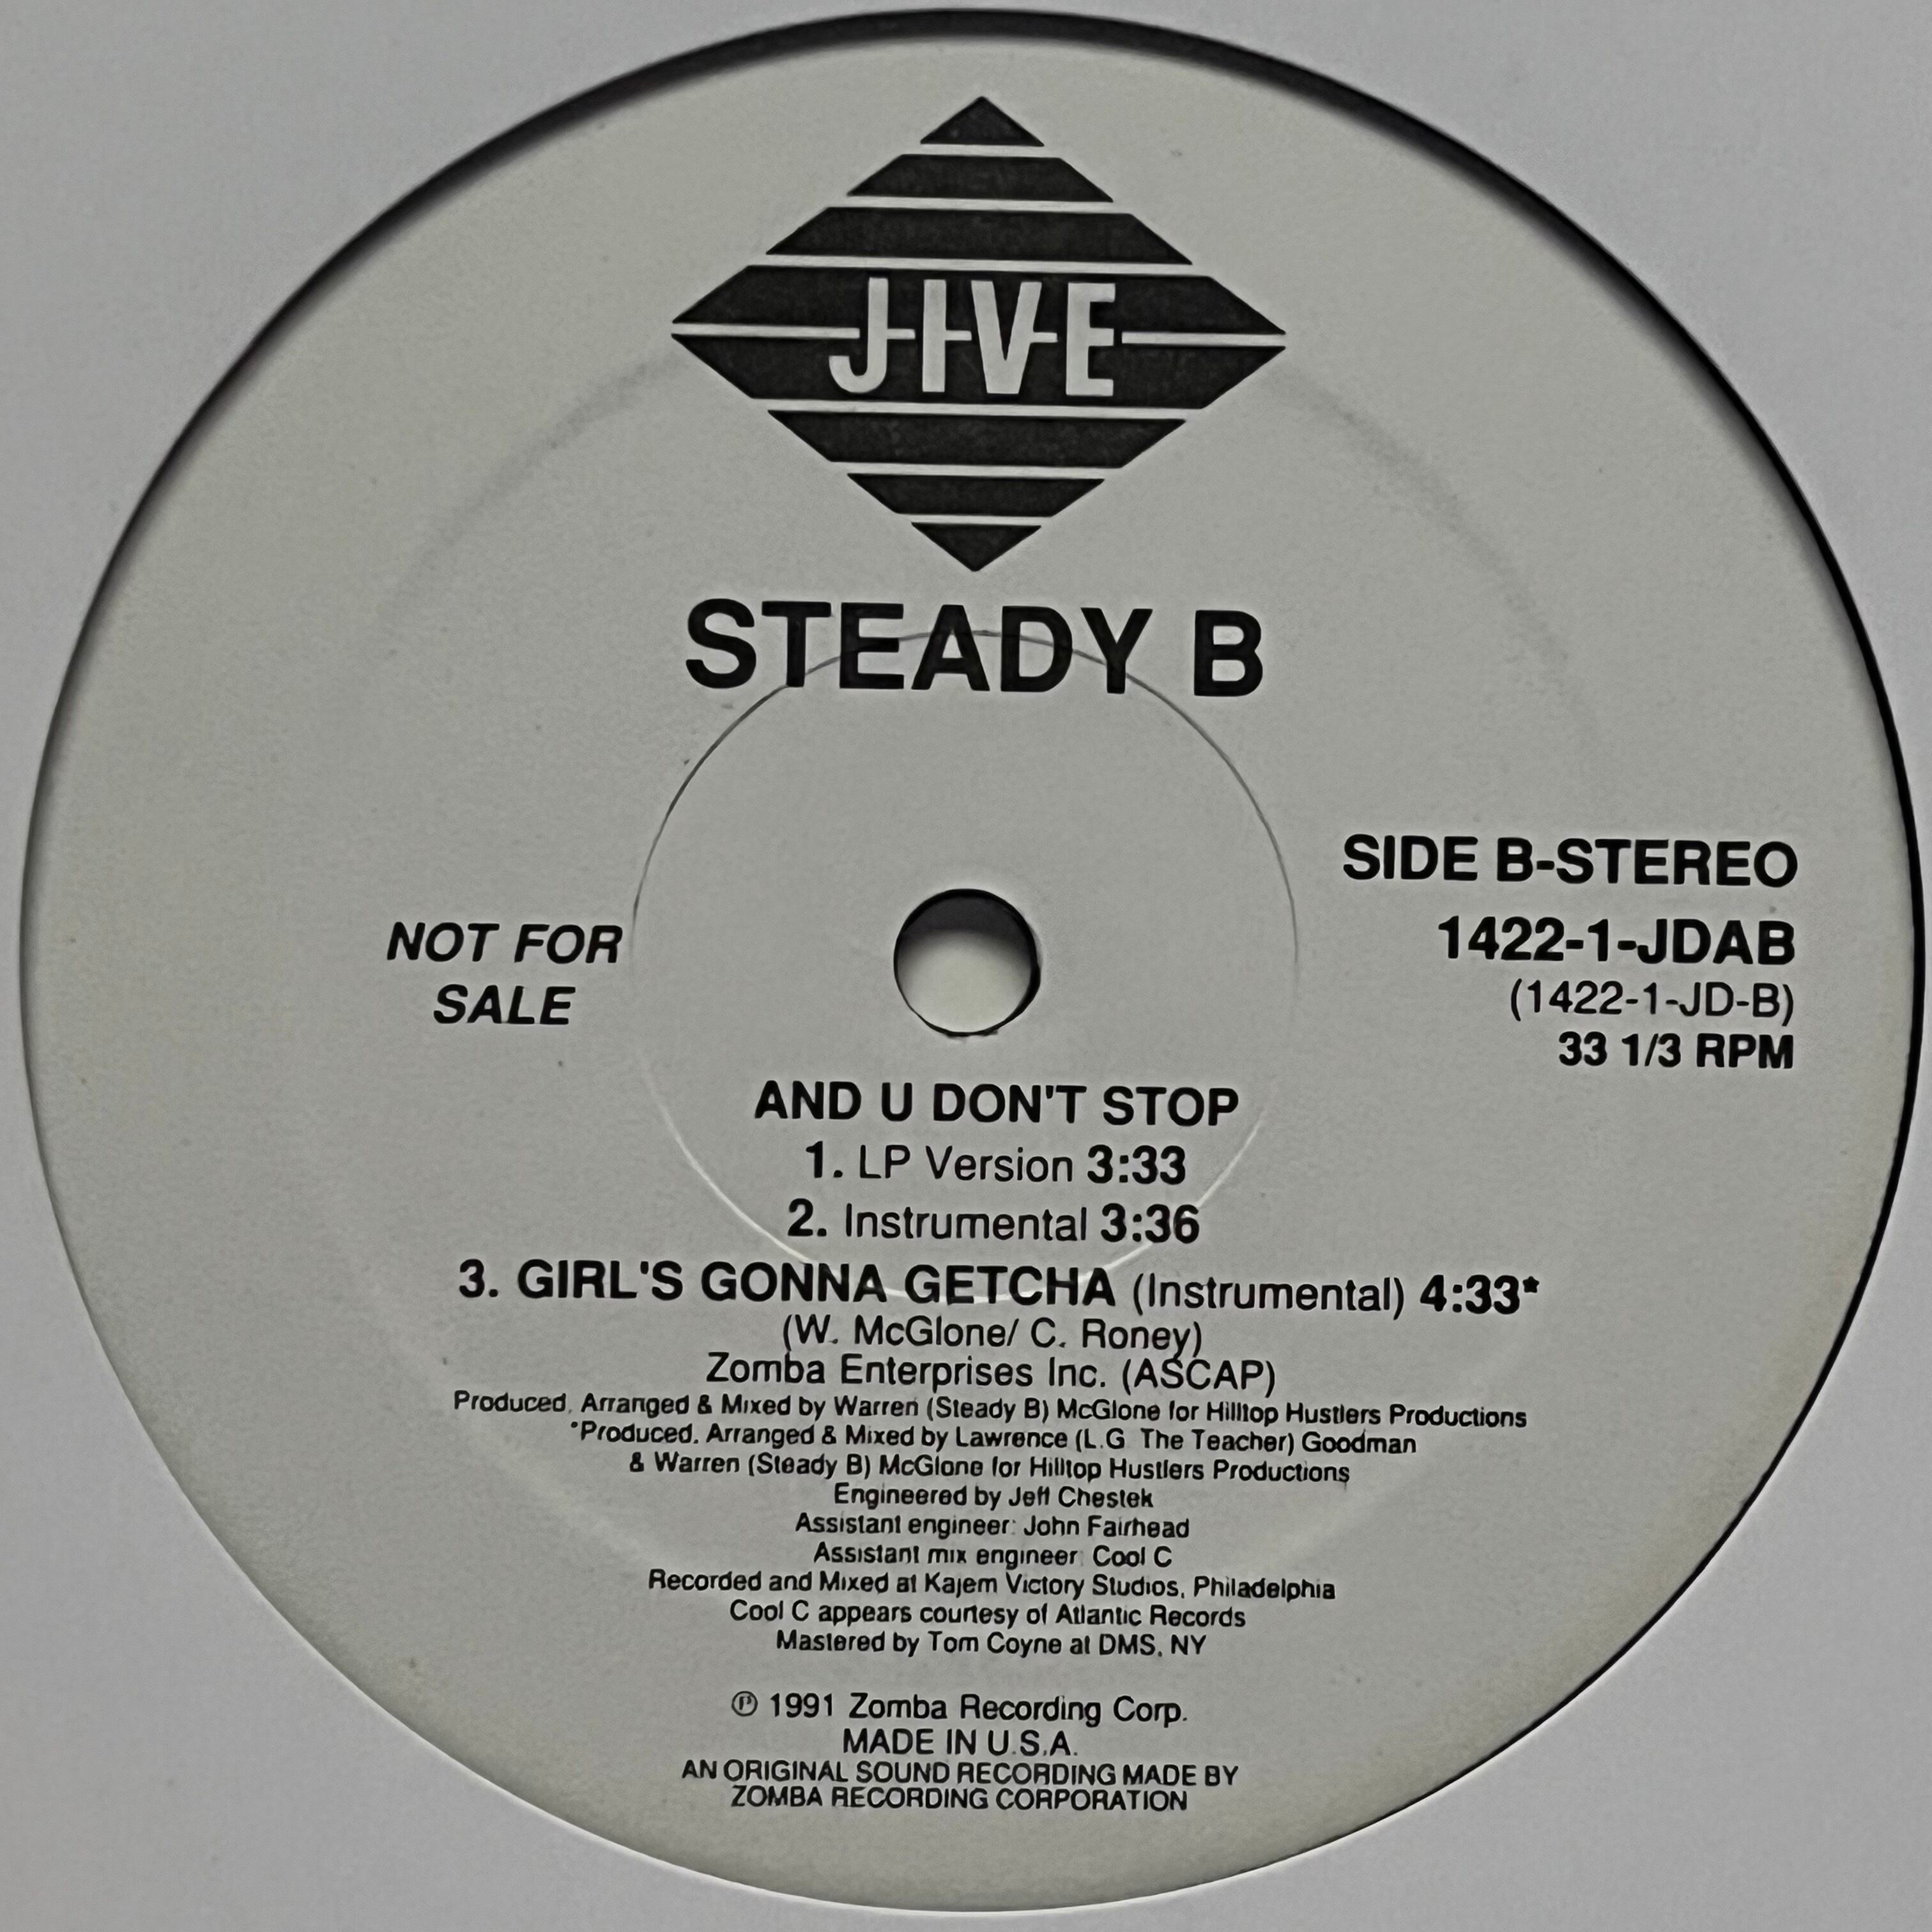 JIVE
STEADY B
NOT FOR
SALE
SIDE B-STEREO
1422-1-JDAB
(1422-1-JD-B)
33 1/3 RPM
AND U DON'T STOP
1. LP Version 3:33
2. Instrumental 3:36
3. GIRL'S GONNA GETCHA (Instrumental) 4:33*
(W. McGlone/ C. Roney)
Zomba Enterprises Inc. (ASCAP)
Produced, Arranged & Mixed by Warren (Steady B) McGlone for Hilltop Hustlers Productions
*Produced, Arranged & Mixed by Lawrence (L.G. The Teacher) Goodman
& Warren (Steady B) McGlone for Hilltop Hustlers Productions
Engineered by Jeff Chestek
Assistant engineer: John Fairhead
Assistant mix engineer: Cool C
Recorded and Mixed at Kajem Victory Studios, Philadelphia
Cool C appears courtesy of Atlantic Records
Mastered by Tom Coyne at DMS, NY
℗ 1991 Zomba Recording Corp.
MADE IN U.S.A.
AN ORIGINAL SOUND RECORDING MADE BY
ZOMBA RECORDING CORPORATION